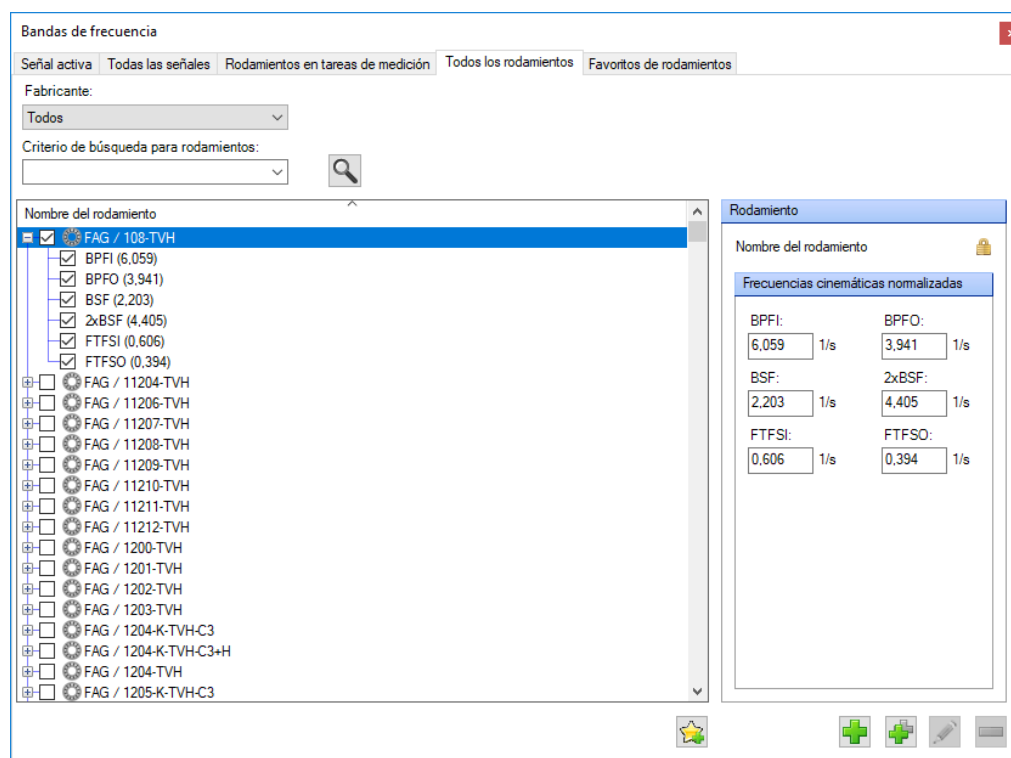 Bandas de frecuencia
Señal activa Todas las señales Rodamientos en tareas de medición Todos los rodamientos Favoritos de rodamientos
Fabricante:
Todos
Criterio de búsqueda para rodamientos:
Nombre del rodamiento
FAG / 108-TVH
BPFI (6,059)
BPFO (3,941)
BSF (2,203)
2xBSF (4,405)
FTFSI (0,606)
FTFSO (0,394)
FAG / 11204-TVH
FAG / 11206-TVH
FAG / 11207-TVH
FAG / 11208-TVH
FAG / 11209-TVH
FAG / 11210-TVH
FAG / 11211-TVH
FAG / 11212-TVH
FAG / 1200-TVH
FAG / 1201-TVH
FAG / 1202-TVH
FAG / 1203-TVH
FAG / 1204-K-TVH-C3
FAG / 1204-K-TVH-C3+H
FAG / 1204-TVH
FAG / 1205-K-TVH-C3
Rodamiento
Nombre del rodamiento
Frecuencias cinemáticas normalizadas
BPFI: BPFO:
6,059 1/s 3,941 1/s
BSF: 2xBSF:
2,203 1/s 4,405 1/s
FTFSI: FTFSO:
0,606 1/s 0,394 1/s